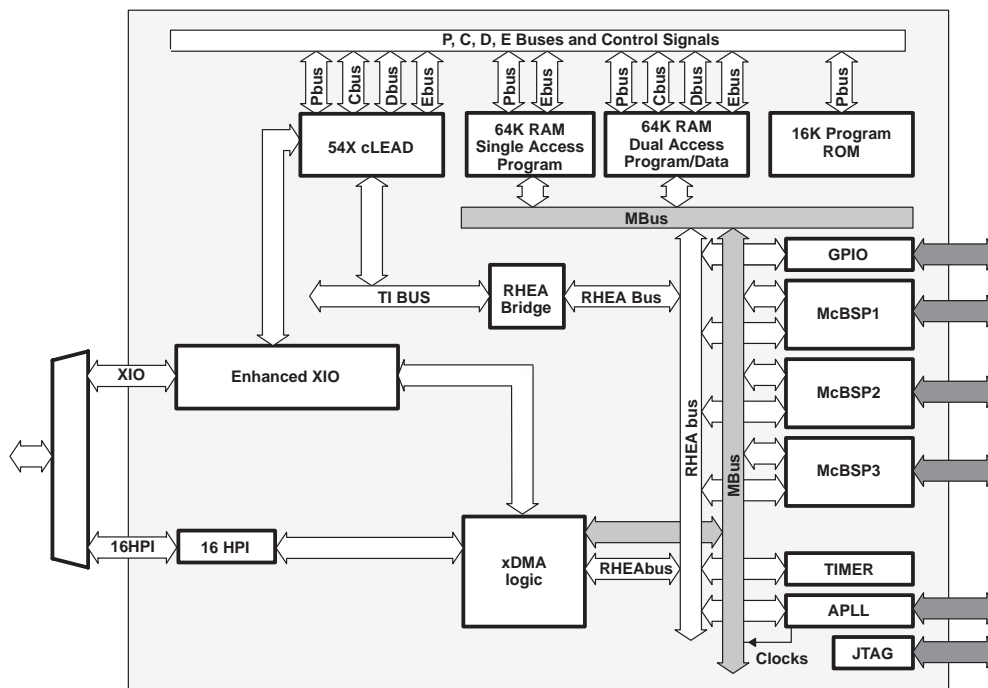 P, C, D, E Buses and Control Signals
Pbus
Cbus
Dbus
Ebus
Pbus
Ebus
Pbus
Cbus
Dbus
Ebus
Pbus
54X cLEAD
64K RAM
Single Access
Program
64K RAM
Dual Access
Program/Data
16K Program
ROM
MBus
GPIO
TI BUS
RHEA
Bridge
RHEA Bus
McBSP1
XIO
Enhanced XIO
McBSP2
RHEA bus
MBus
McBSP3
16HPI
16 HPI
xDMA
logic
RHEAbus
TIMER
APLL
Clocks
JTAG